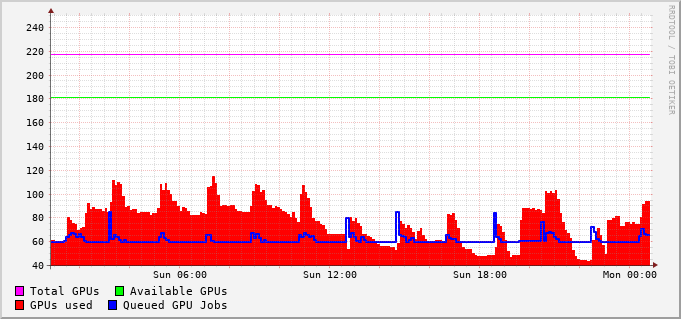 RRDTOOL / TOBI OETIKER
240
220
200
180
160
140
120
100
80
60
40
Sun 06:00 Sun 12:00 Sun 18:00 Mon 00:00
Total GPUs Available GPUs
GPUs used Queued GPU Jobs